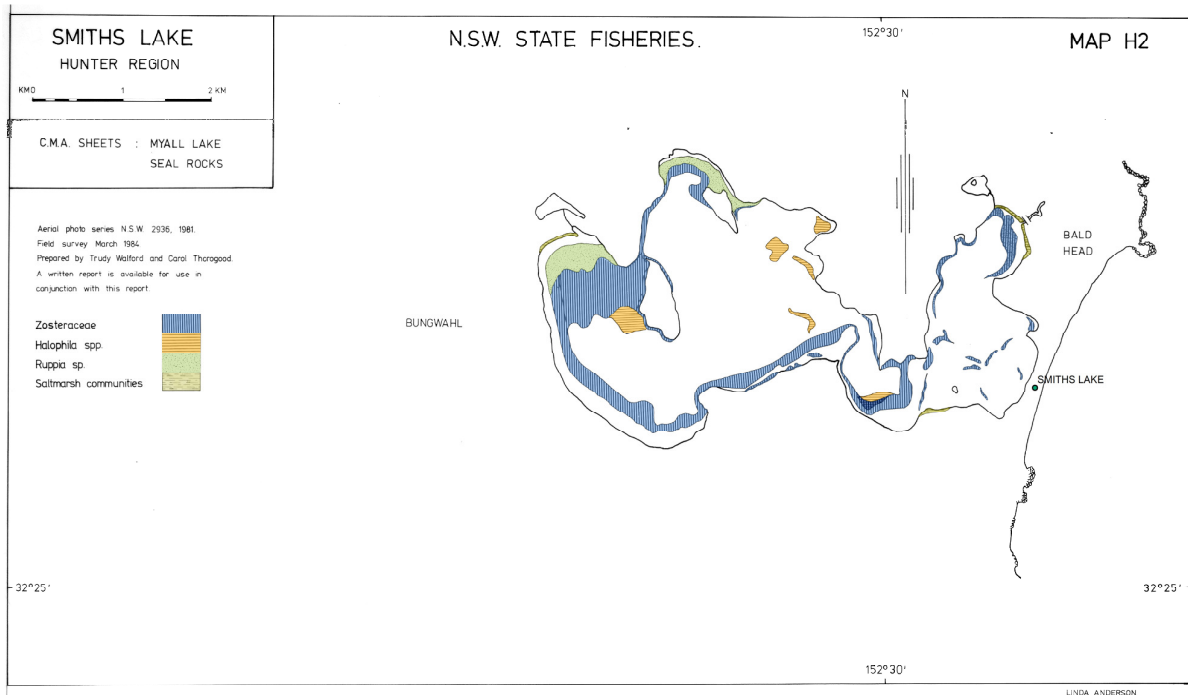 SMITHS LAKE
HUNTER REGION
KM0 1 2 KM
C.M.A. SHEETS : MYALL LAKE
SEAL ROCKS
N.S.W. STATE FISHERIES.
152°30'
MAP H2
N
Aerial photo series N.S.W. 2936, 1981.
Field survey March 1984.
Prepared by Trudy Walford and Carol Thorogood.
A written report is available for use in
conjunction with this report.
Zosteraceae
Halophila spp.
Ruppia sp.
Saltmarsh communities
BUNGWAHL
BALD
HEAD
SMITHS LAKE
32°25'
32°25'
152°30'
LINDA ANDERSON